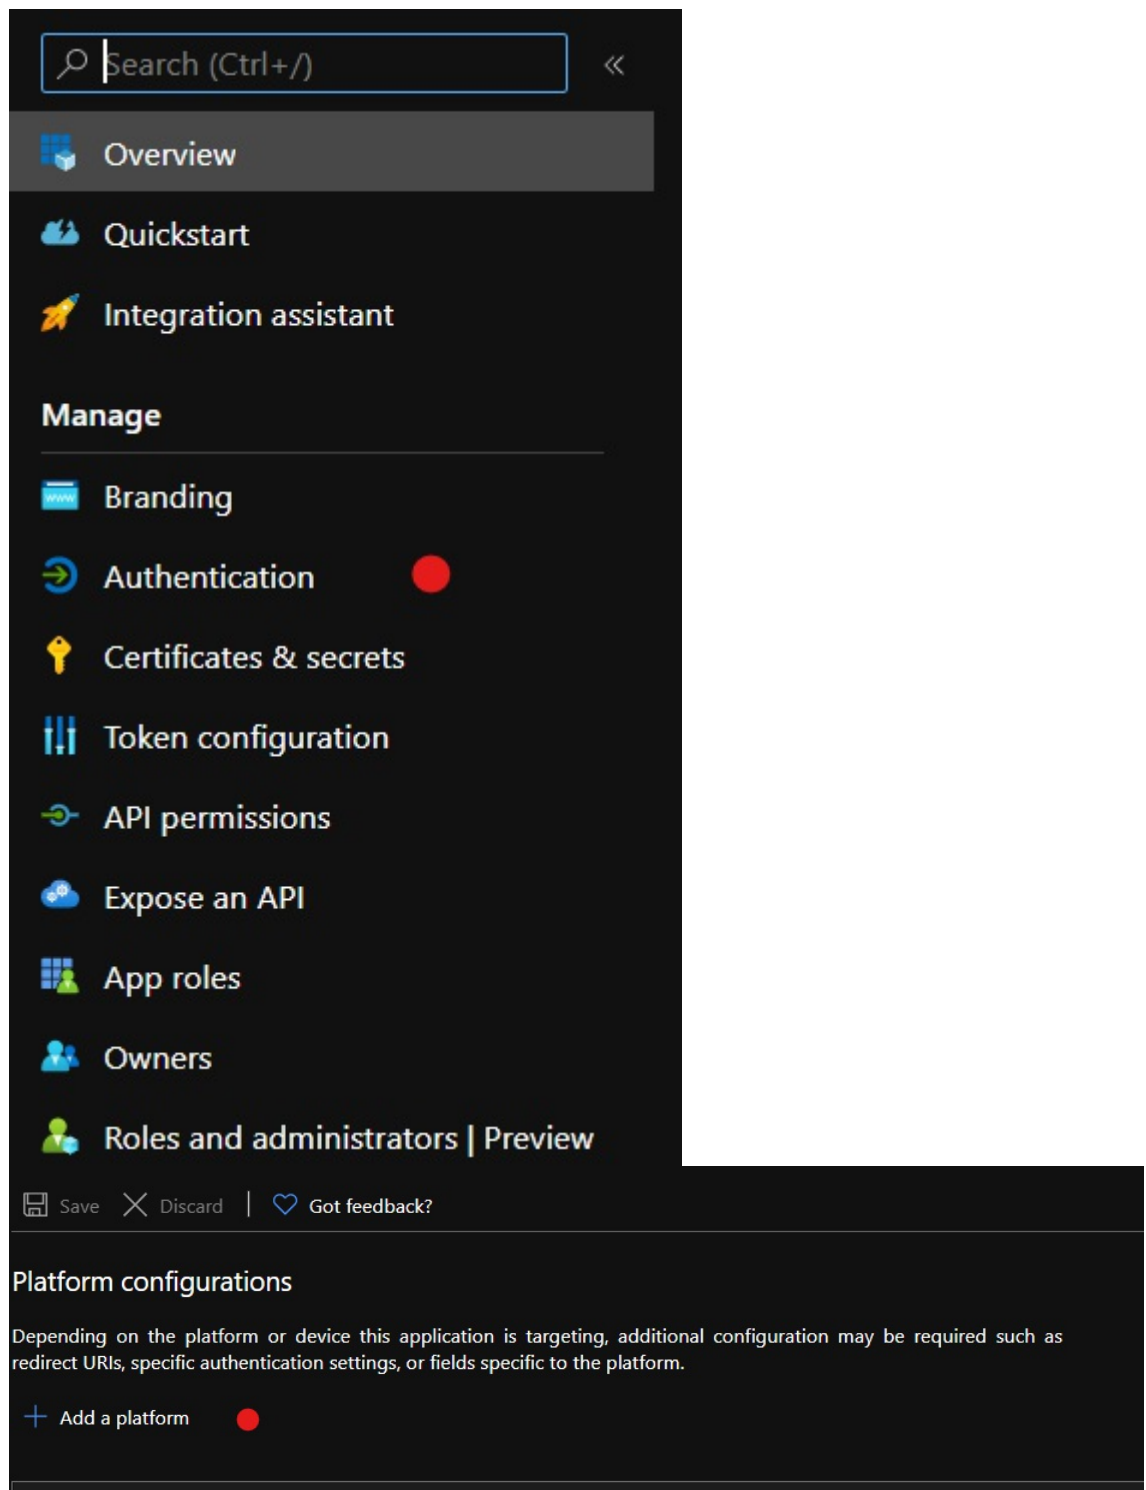 Search (Ctrl+/)
Overview
Quickstart
Integration assistant
Manage
www
Branding
Authentication
Certificates & secrets
Token configuration
API permissions
Expose an API
App roles
Owners
Roles and administrators | Preview
Save Discard | Got feedback?
Platform configurations
Depending on the platform or device this application is targeting, additional configuration may be required such as
redirect URIs, specific authentication settings, or fields specific to the platform.
Add a platform